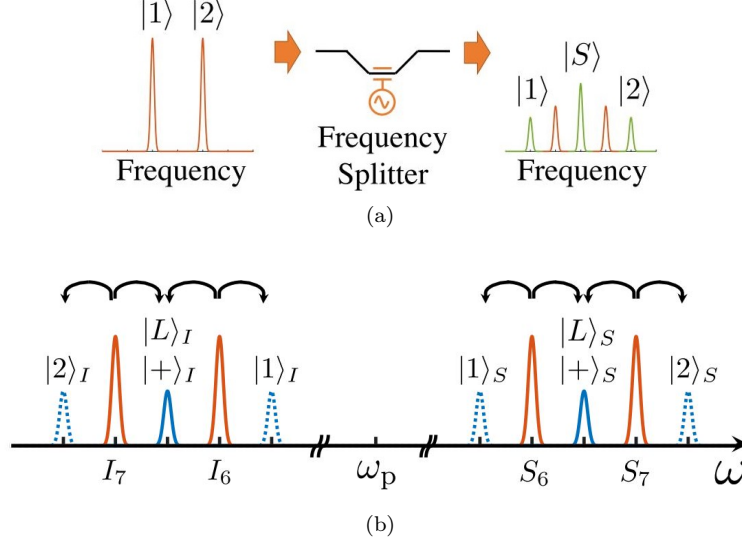 |1⟩ |2⟩
Frequency
Frequency
Splitter
|S⟩
|1⟩ |2⟩
Frequency
(a)
|2⟩_I
|L⟩_I
|+⟩_I
|1⟩_I
|1⟩_S
|L⟩_S
|+⟩_S
|2⟩_S
I_7 I_6 ω_p S_6 S_7 ω
(b)